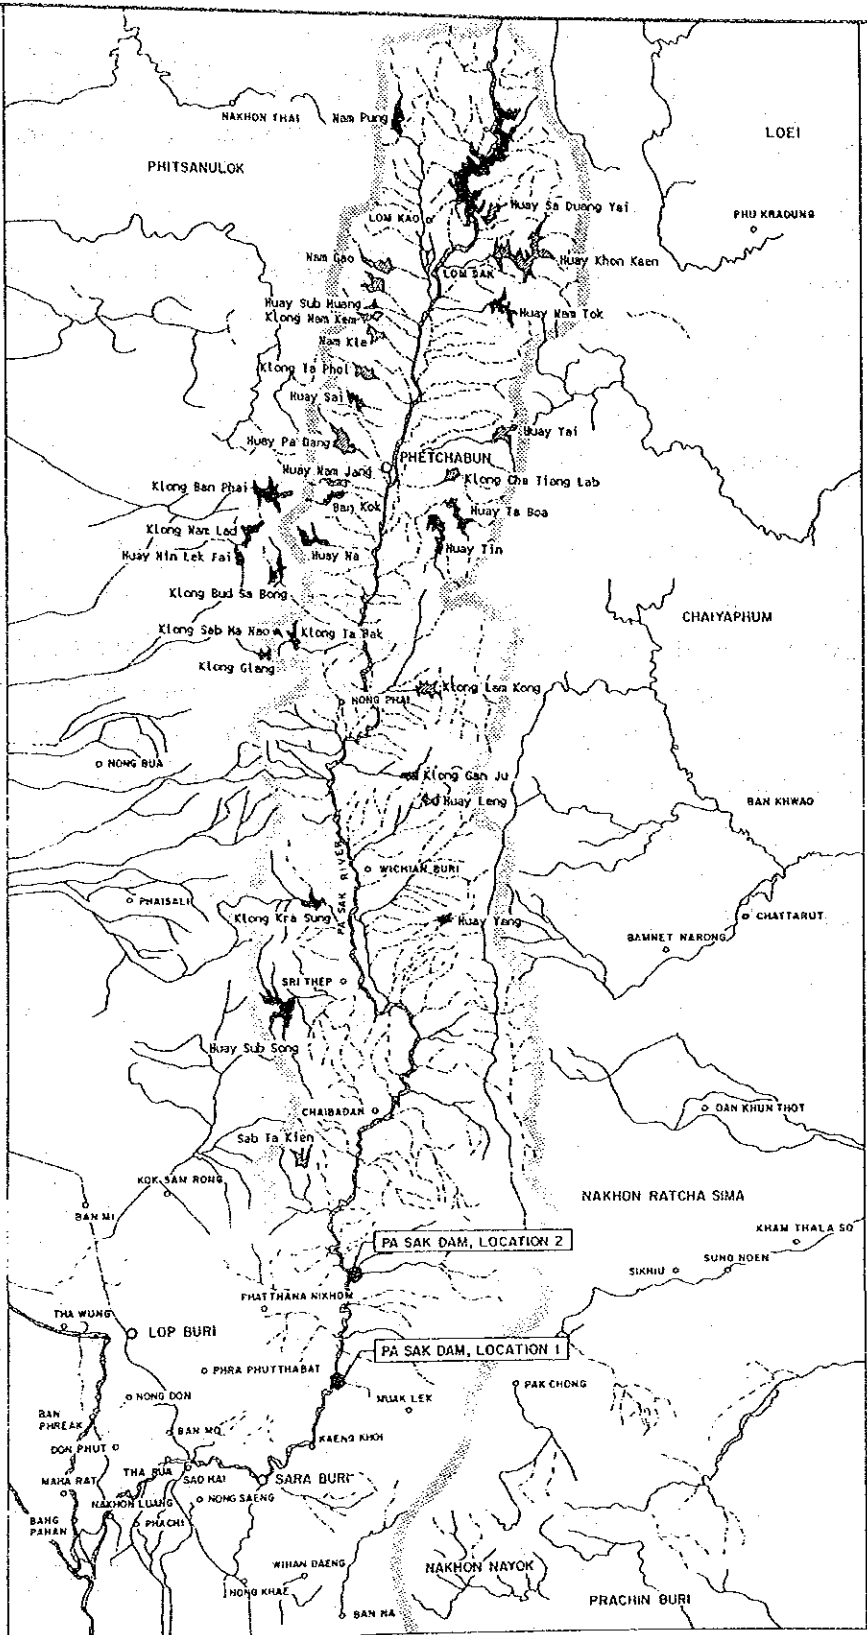 NAKHON THAI
Nam Pung
LOEI
PHITSANULOK
Huay Sa Duang Yai
LOM KAO
PHU KRADUNG
Nam Gao
Huay Khon Kaen
LOM SAK
Huay Sub Huang
Huay Nam Tok
Klong Nam Kem
Nam Kie
Klong Ya Phol
Huay Sai
Huay Yai
Huay Pa Dang
PHETCHABUN
Huay Nam Jang
Klong Cha Tiang Lab
Klong Ban Phai
Ban Kok
Huay Ta Boa
Klong Nam Lad
Huay Tin
Huay Na
Huay Nin Lek Fai
Klong Bud Sa Bong
CHAIYAPHUM
Klong Sab Ma Nao
Klong Ta Bak
Klong Glang
Klong Lam Kong
NONG PHAI
NONG BUA
Klong Gan Ju
Huay Leng
BAN KHWAO
PA SAK RIVER
WICHIAN BURI
PHAISALI
Klong Kra Sung
Huay Yang
CHATTARUT
BAMNET NARONG
SRI THEP
Huay Sub Song
CHAIBADAN
DAN KHUN THOT
Sab Ta Kien
KOK SAM RONG
NAKHON RATCHA SIMA
BAN MI
KHAM THALA SO
PA SAK DAM, LOCATION 2
SUNG NOEN
SIKHIU
PHATTHANA NIKHOM
THA WUNG
LOP BURI
PA SAK DAM, LOCATION 1
PHRA PHUTTHABAT
PAK CHONG
NONG DON
MUAK LEK
BAN PHREAK
BAN MO
KAENG KHOI
DON PHUT
THA RUA
SAO HAI
SARA BURI
MAHA RAT
NAKHON LUANG
NONG SAENG
BANG PAHAN
PHACHI
WIHAN DAENG
NAKHON NAYOK
NONG KHAE
PRACHIN BURI
BAN NA